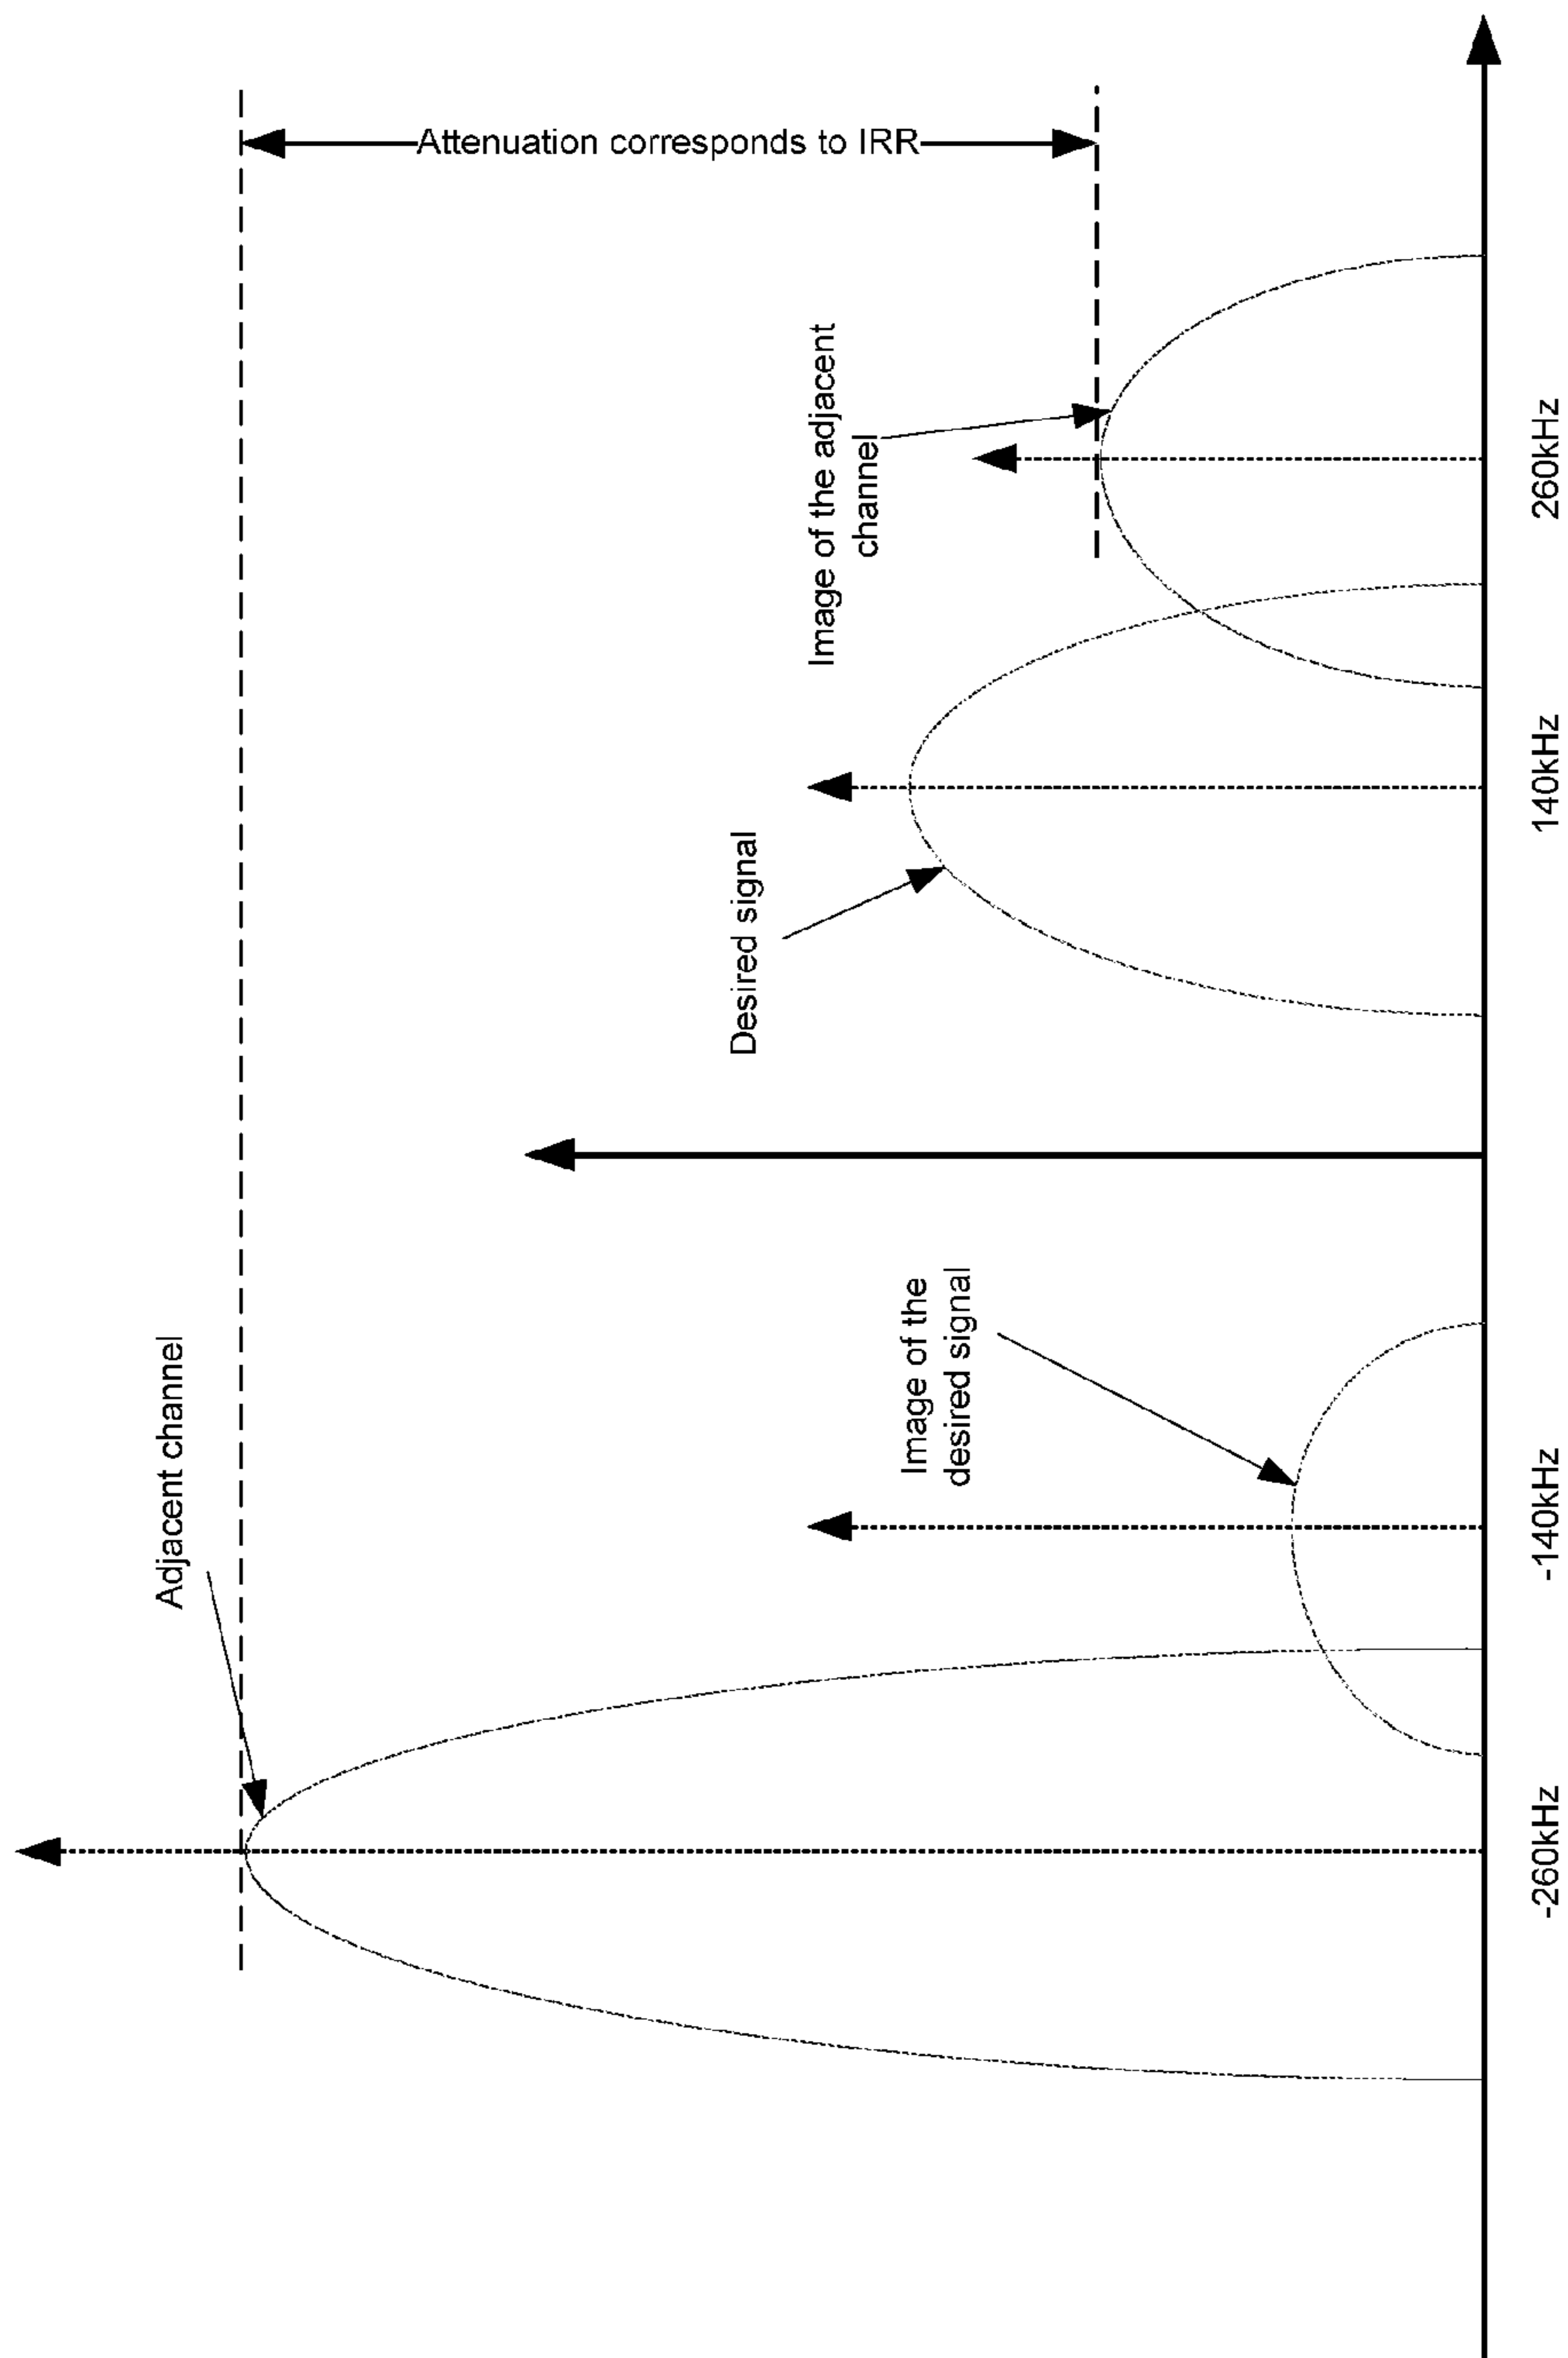 Attenuation corresponds to IRR
Adjacent channel
Image of the
desired signal
Desired signal
Image of the adjacent
channel
-260kHz
-140kHz
140kHz
260kHz